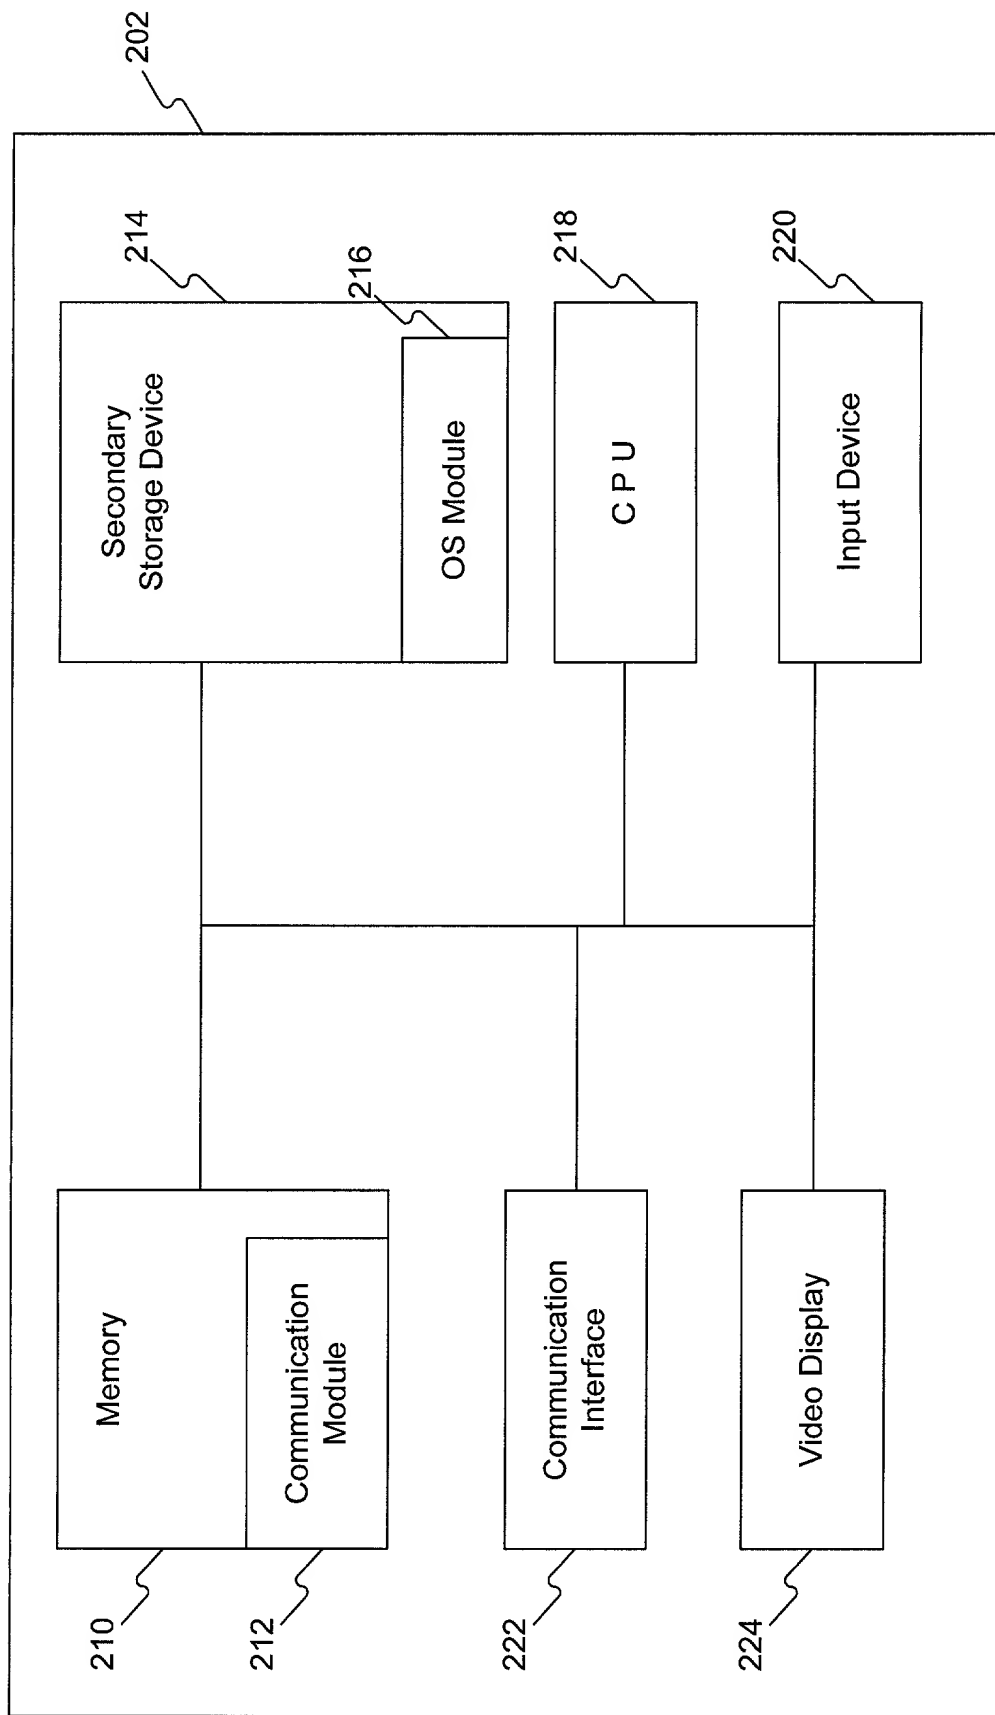 202
214
Secondary
Storage Device
216
OS Module
218
C P U
220
Input Device
210
Memory
212
Communication
Module
222
Communication
Interface
224
Video Display